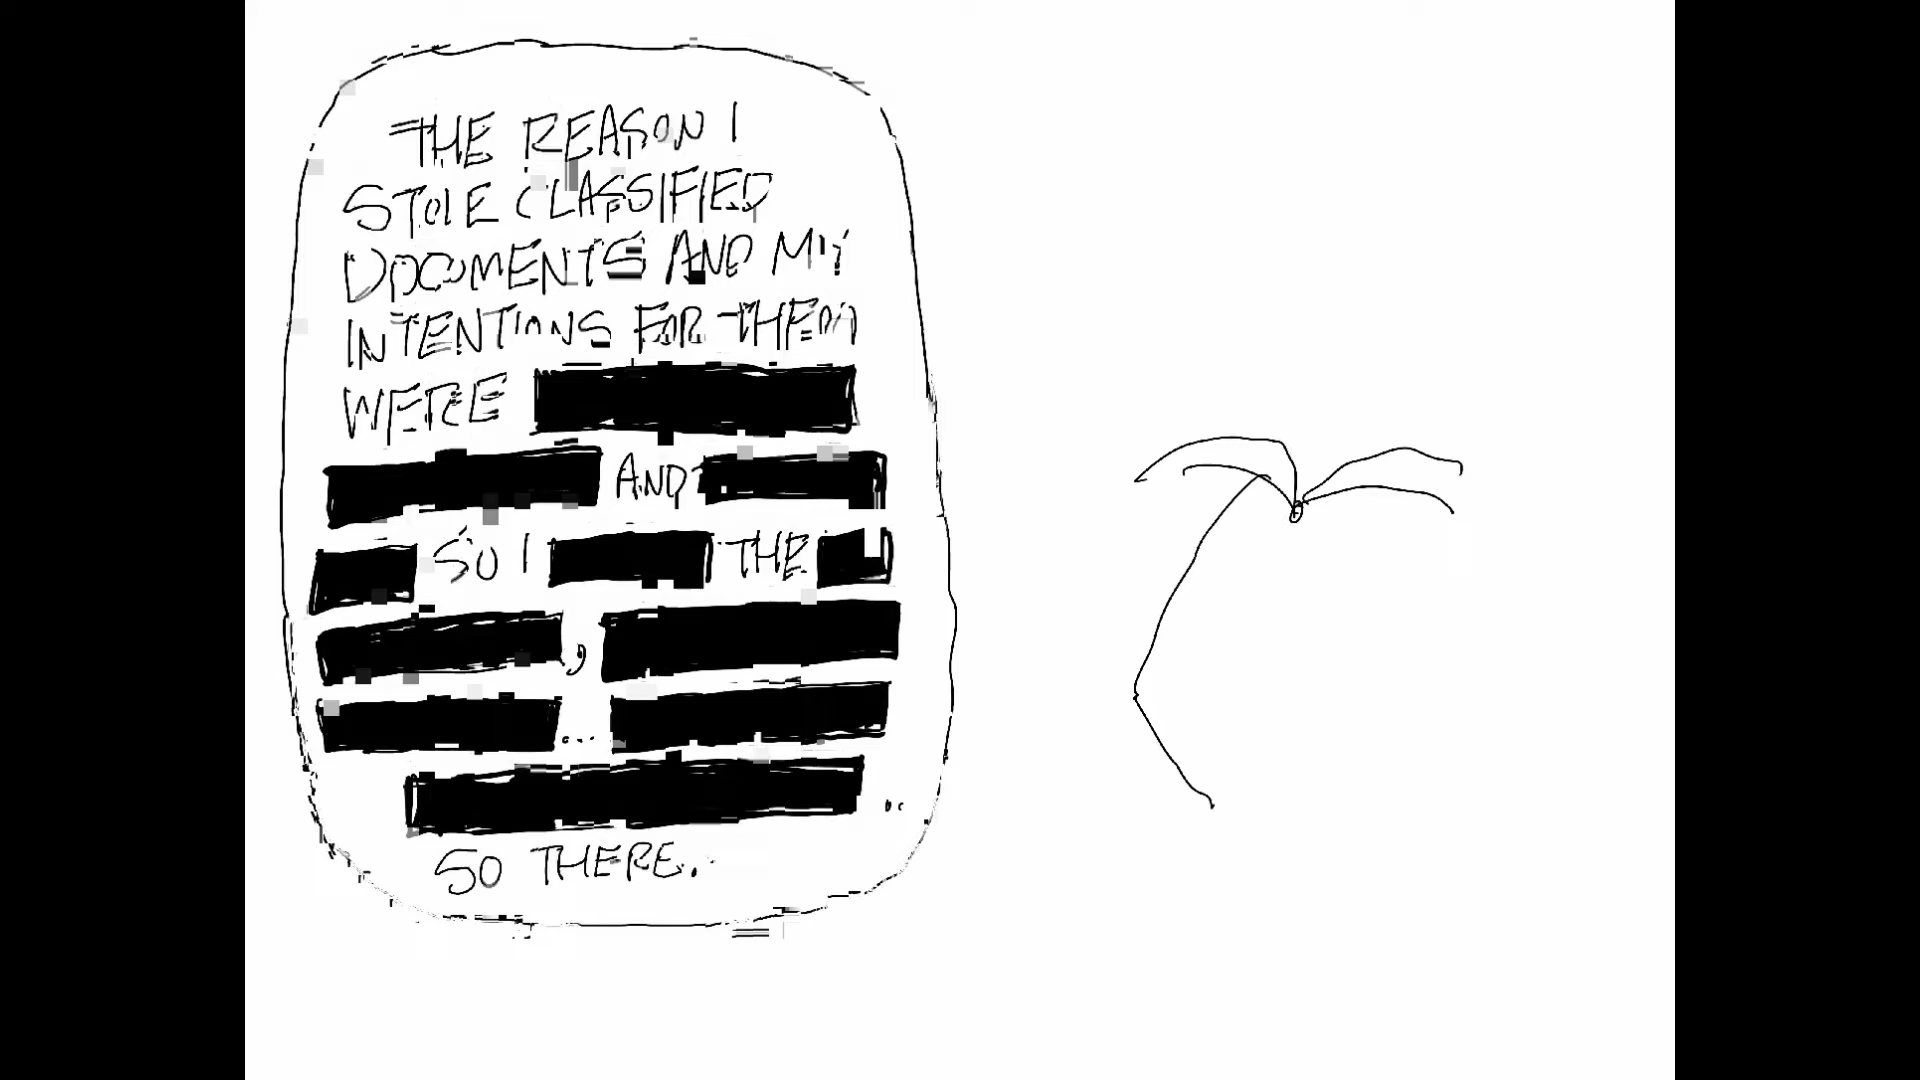 THE REASON I
STOLE CLASSIFIED
DOCUMENTS AND MY
INTENTIONS FOR THEM
WERE
AND
SO I THE
,
...
..
SO THERE.